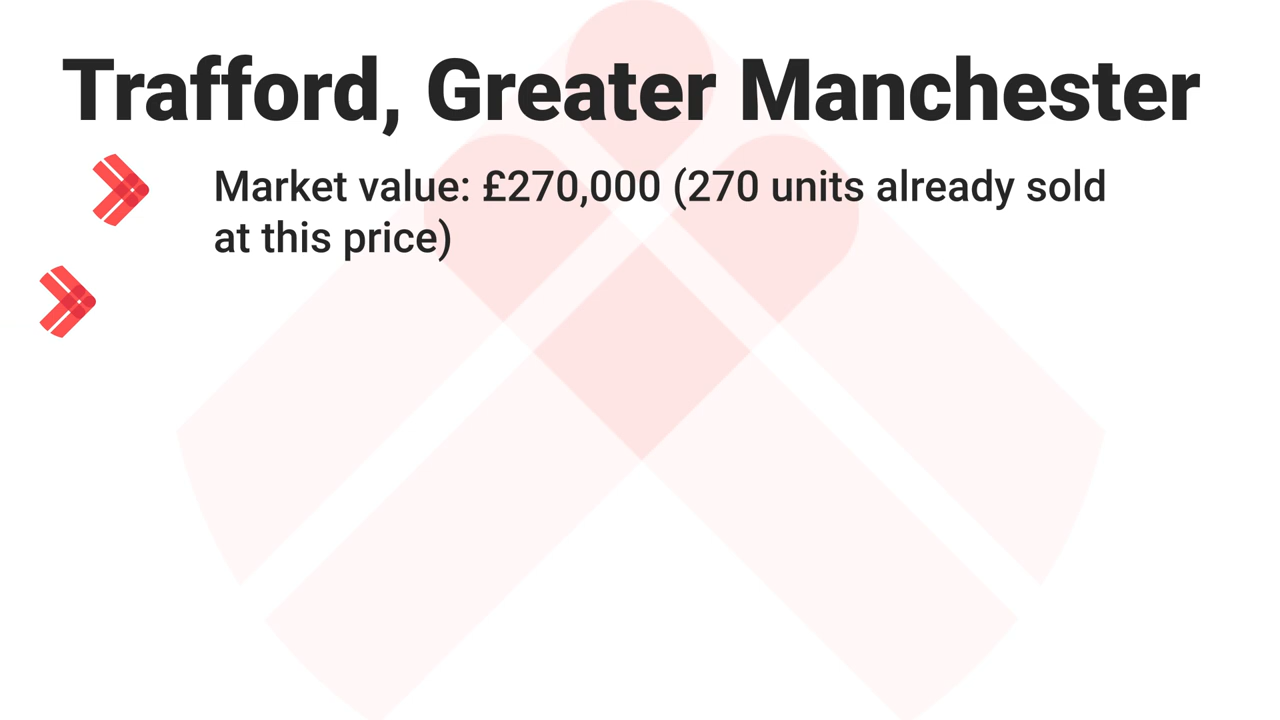 Trafford, Greater Manchester
Market value: £270,000 (270 units already sold
at this price)